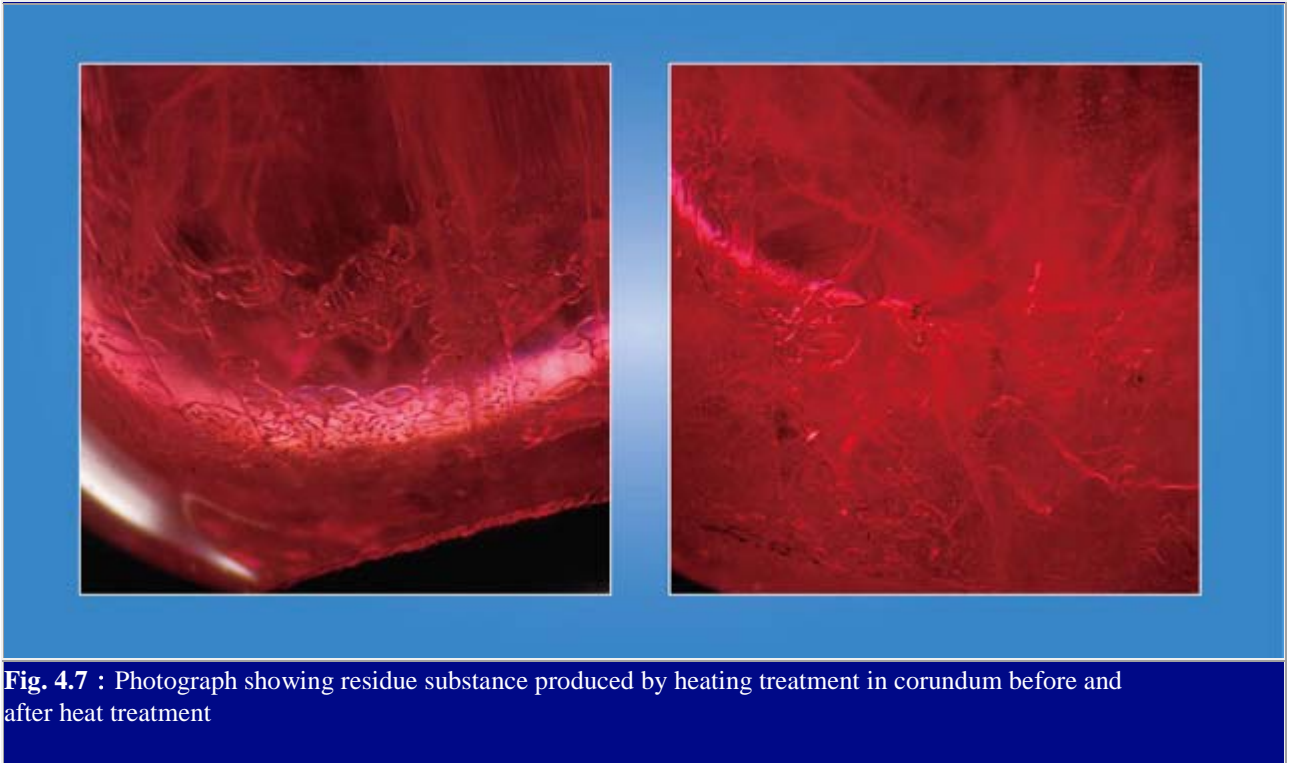 Fig. 4.7 : Photograph showing residue substance produced by heating treatment in corundum before and
after heat treatment